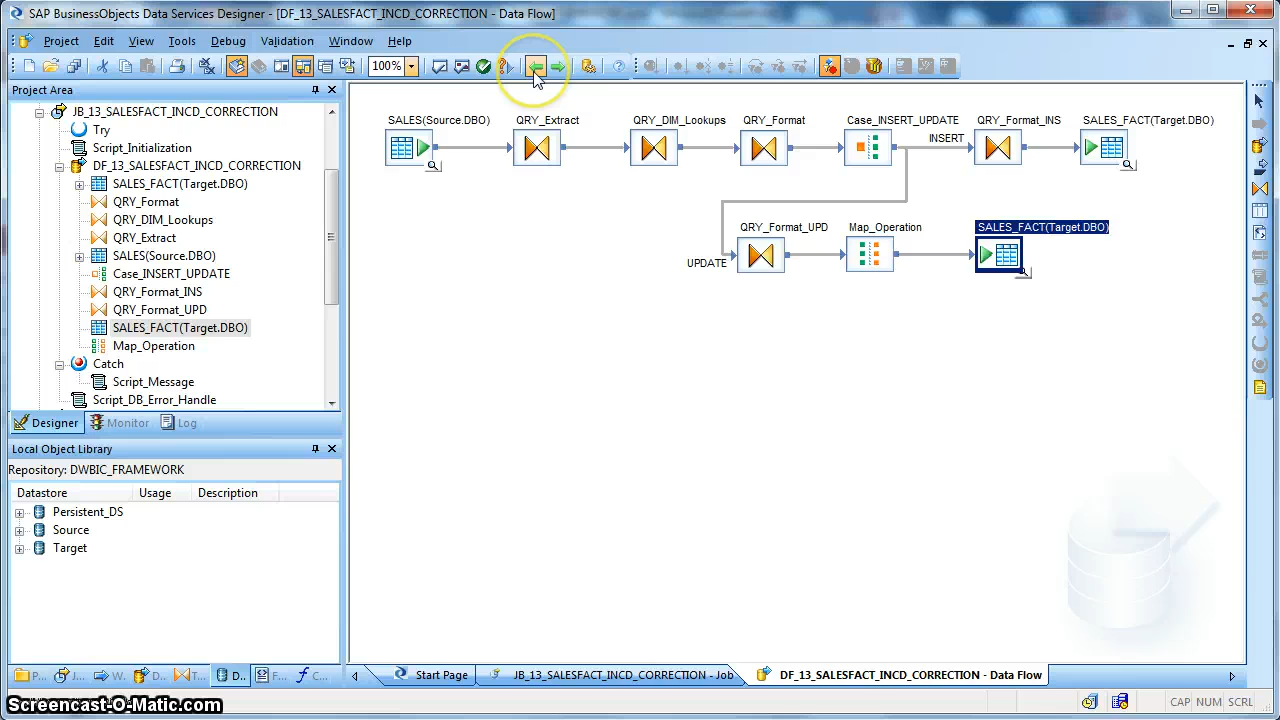 SAP BusinessObjects Data Services Designer - [DF_13_SALESFACT_INCD_CORRECTION - Data Flow]
Project Edit View Tools Debug Validation Window Help
100%
Project Area
JB_13_SALESFACT_INCD_CORRECTION
Try
Script_Initialization
DF_13_SALESFACT_INCD_CORRECTION
SALES_FACT(Target.DBO)
QRY_Format
QRY_DIM_Lookups
QRY_Extract
SALES(Source.DBO)
Case_INSERT_UPDATE
QRY_Format_INS
QRY_Format_UPD
SALES_FACT(Target.DBO)
Map_Operation
Catch
Script_Message
Script_DB_Error_Handle
Designer Monitor Log
Local Object Library
Repository: DWBIC_FRAMEWORK
Datastore Usage Description
Persistent_DS
Source
Target
P... J... W... D... T... D... F... C...
SALES(Source.DBO) QRY_Extract QRY_DIM_Lookups QRY_Format Case_INSERT_UPDATE QRY_Format_INS SALES_FACT(Target.DBO)
INSERT
QRY_Format_UPD Map_Operation SALES_FACT(Target.DBO)
UPDATE
Start Page JB_13_SALESFACT_INCD_CORRECTION - Job DF_13_SALESFACT_INCD_CORRECTION - Data Flow
CAP NUM SCRL
Screencast-O-Matic.com